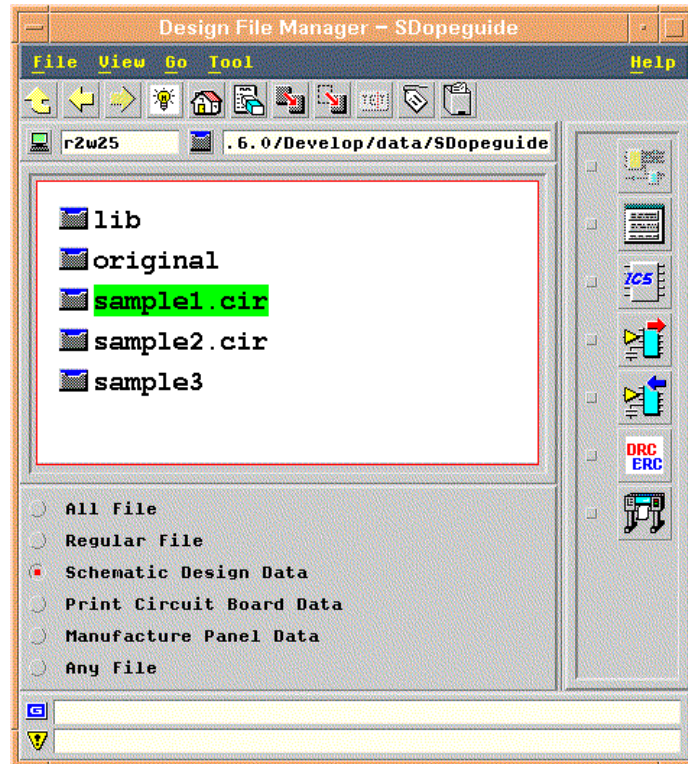 Design File Manager – SDopeguide
File View Go Tool Help
r2w25 .6.0/Develop/data/SDopeguide
lib
original
sample1.cir
sample2.cir
sample3
ICS
DRC
ERC
All File
Regular File
Schematic Design Data
Print Circuit Board Data
Manufacture Panel Data
Any File
G